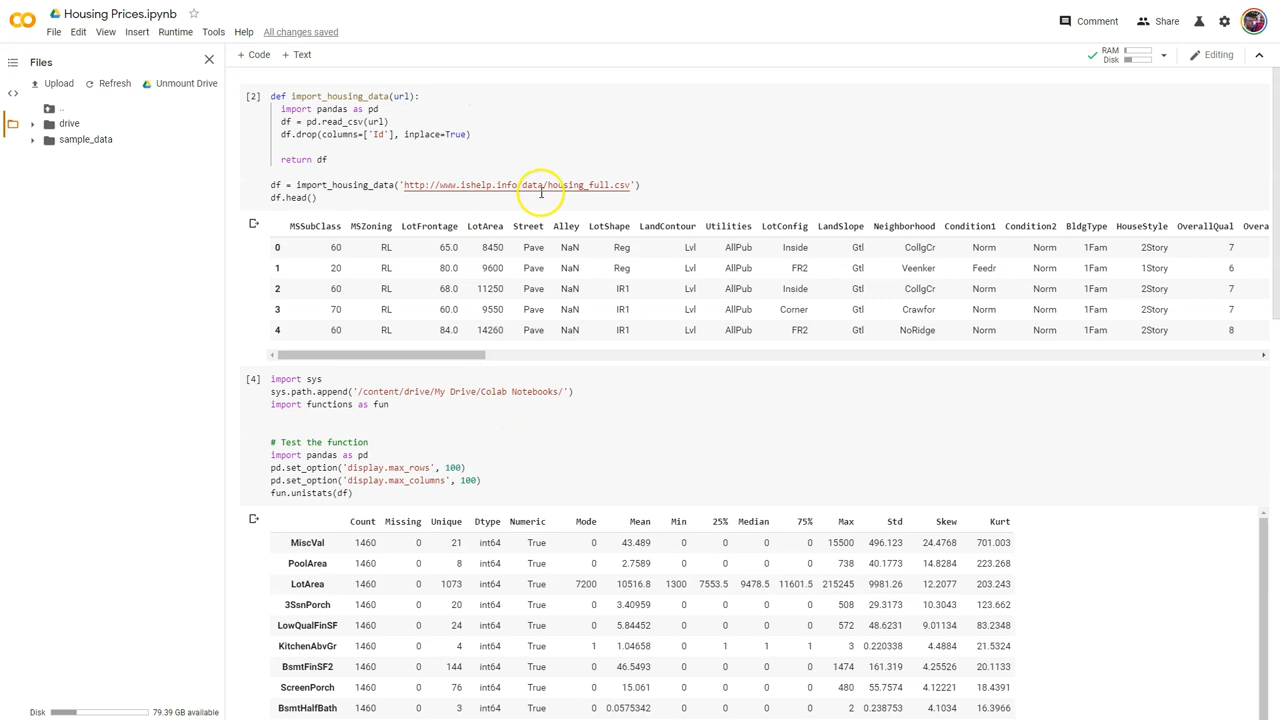 Housing Prices.ipynb
File Edit View Insert Runtime Tools Help All changes saved
Comment Share
Files
+ Code + Text
RAM
Disk
Editing
Upload Refresh Unmount Drive
..
drive
sample_data
[2] def import_housing_data(url):
import pandas as pd
df = pd.read_csv(url)
df.drop(columns=['Id'], inplace=True)
return df
df = import_housing_data('http://www.ishelp.info/data/housing_full.csv')
df.head()
MSSubClass MSZoning LotFrontage LotArea Street Alley LotShape LandContour Utilities LotConfig LandSlope Neighborhood Condition1 Condition2 BldgType HouseStyle OverallQual Overa
0 60 RL 65.0 8450 Pave NaN Reg Lvl AllPub Inside Gtl CollgCr Norm Norm 1Fam 2Story 7
1 20 RL 80.0 9600 Pave NaN Reg Lvl AllPub FR2 Gtl Veenker Feedr Norm 1Fam 1Story 6
2 60 RL 68.0 11250 Pave NaN IR1 Lvl AllPub Inside Gtl CollgCr Norm Norm 1Fam 2Story 7
3 70 RL 60.0 9550 Pave NaN IR1 Lvl AllPub Corner Gtl Crawfor Norm Norm 1Fam 2Story 7
4 60 RL 84.0 14260 Pave NaN IR1 Lvl AllPub FR2 Gtl NoRidge Norm Norm 1Fam 2Story 8
[4] import sys
sys.path.append('/content/drive/My Drive/Colab Notebooks/')
import functions as fun
# Test the function
import pandas as pd
pd.set_option('display.max_rows', 100)
pd.set_option('display.max_columns', 100)
fun.unistats(df)
Count Missing Unique Dtype Numeric Mode Mean Min 25% Median 75% Max Std Skew Kurt
MiscVal 1460 0 21 int64 True 0 43.489 0 0 0 0 15500 496.123 24.4768 701.003
PoolArea 1460 0 8 int64 True 0 2.7589 0 0 0 0 738 40.1773 14.8284 223.268
LotArea 1460 0 1073 int64 True 7200 10516.8 1300 7553.5 9478.5 11601.5 215245 9981.26 12.2077 203.243
3SsnPorch 1460 0 20 int64 True 0 3.40959 0 0 0 0 508 29.3173 10.3043 123.662
LowQualFinSF 1460 0 24 int64 True 0 5.84452 0 0 0 0 572 48.6231 9.01134 83.2348
KitchenAbvGr 1460 0 4 int64 True 1 1.04658 0 1 1 1 3 0.220338 4.4884 21.5324
BsmtFinSF2 1460 0 144 int64 True 0 46.5493 0 0 0 0 1474 161.319 4.25526 20.1133
ScreenPorch 1460 0 76 int64 True 0 15.061 0 0 0 0 480 55.7574 4.12221 18.4391
BsmtHalfBath 1460 0 3 int64 True 0 0.0575342 0 0 0 0 2 0.238753 4.1034 16.3966
Disk 79.39 GB available